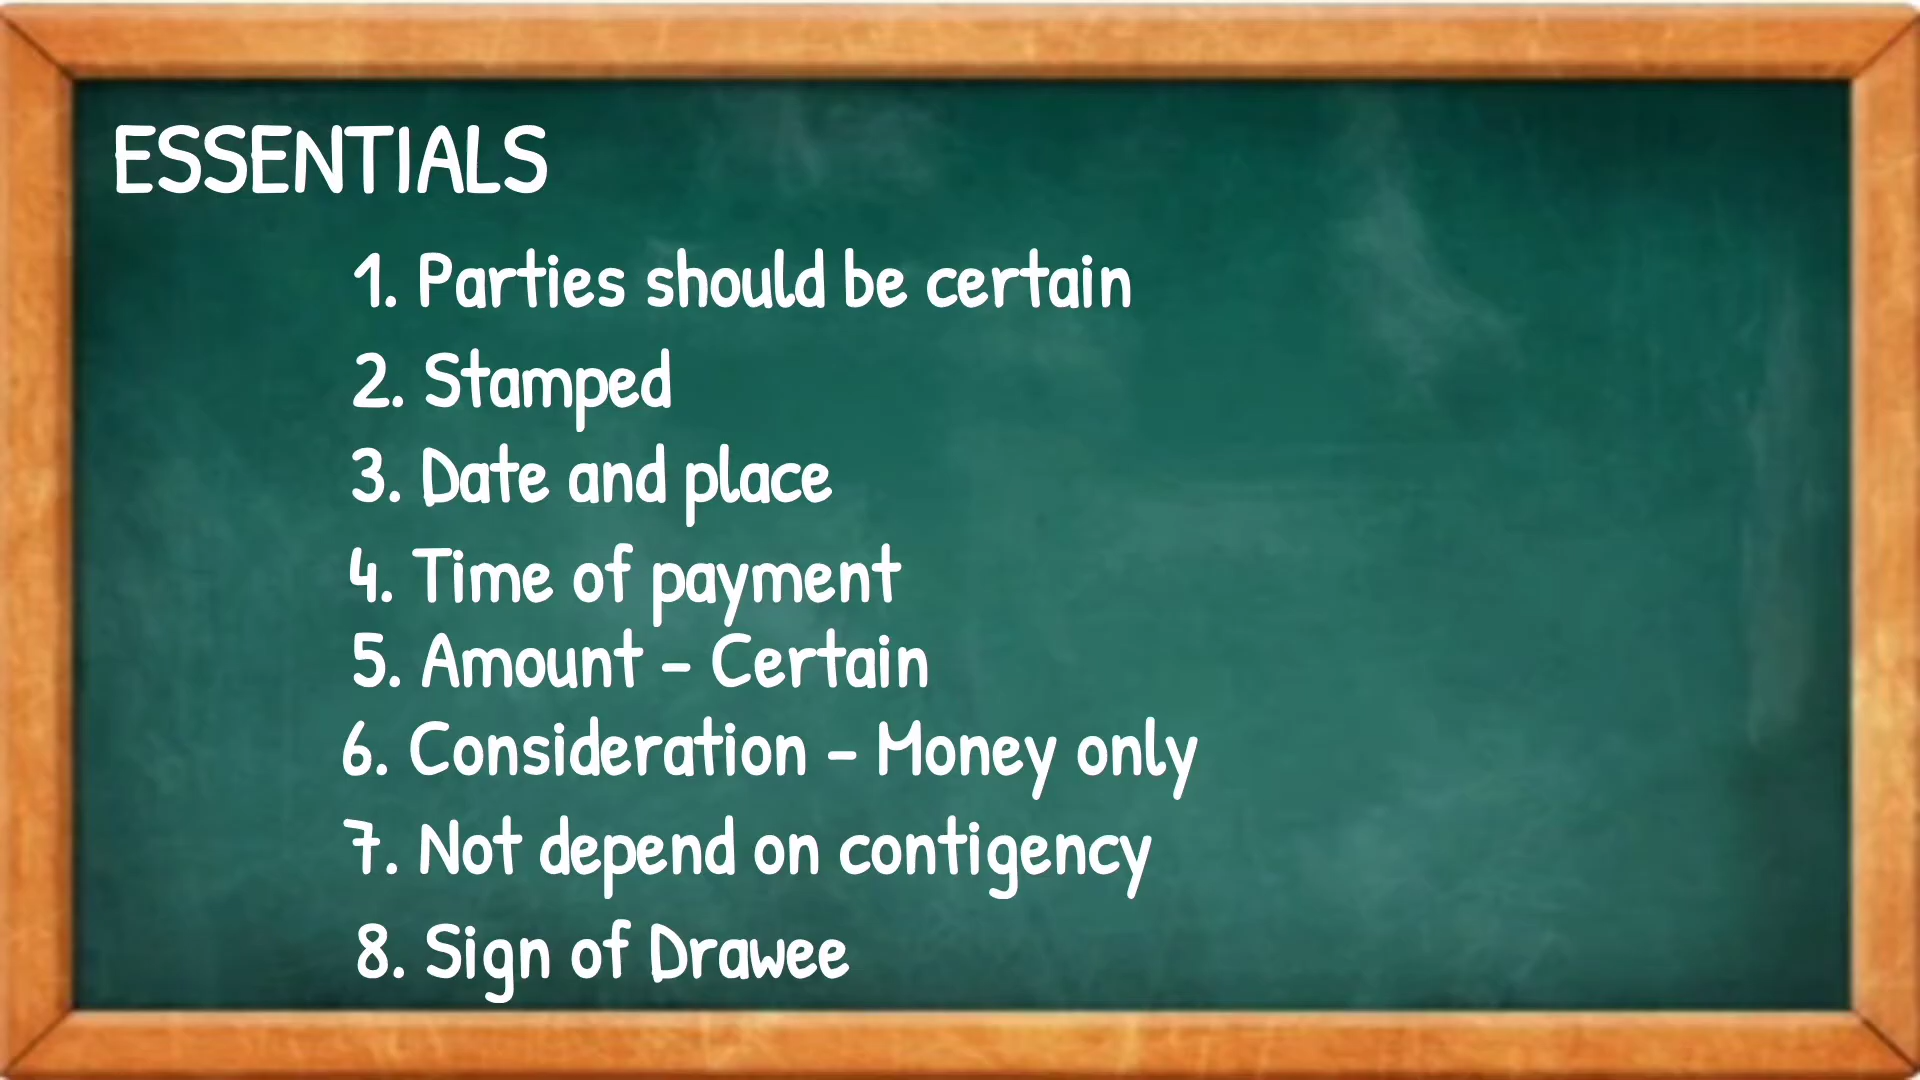 ESSENTIALS
1. Parties should be certain
2. Stamped
3. Date and place
4. Time of payment
5. Amount - Certain
6. Consideration - Money only
7. Not depend on contigency
8. Sign of Drawee